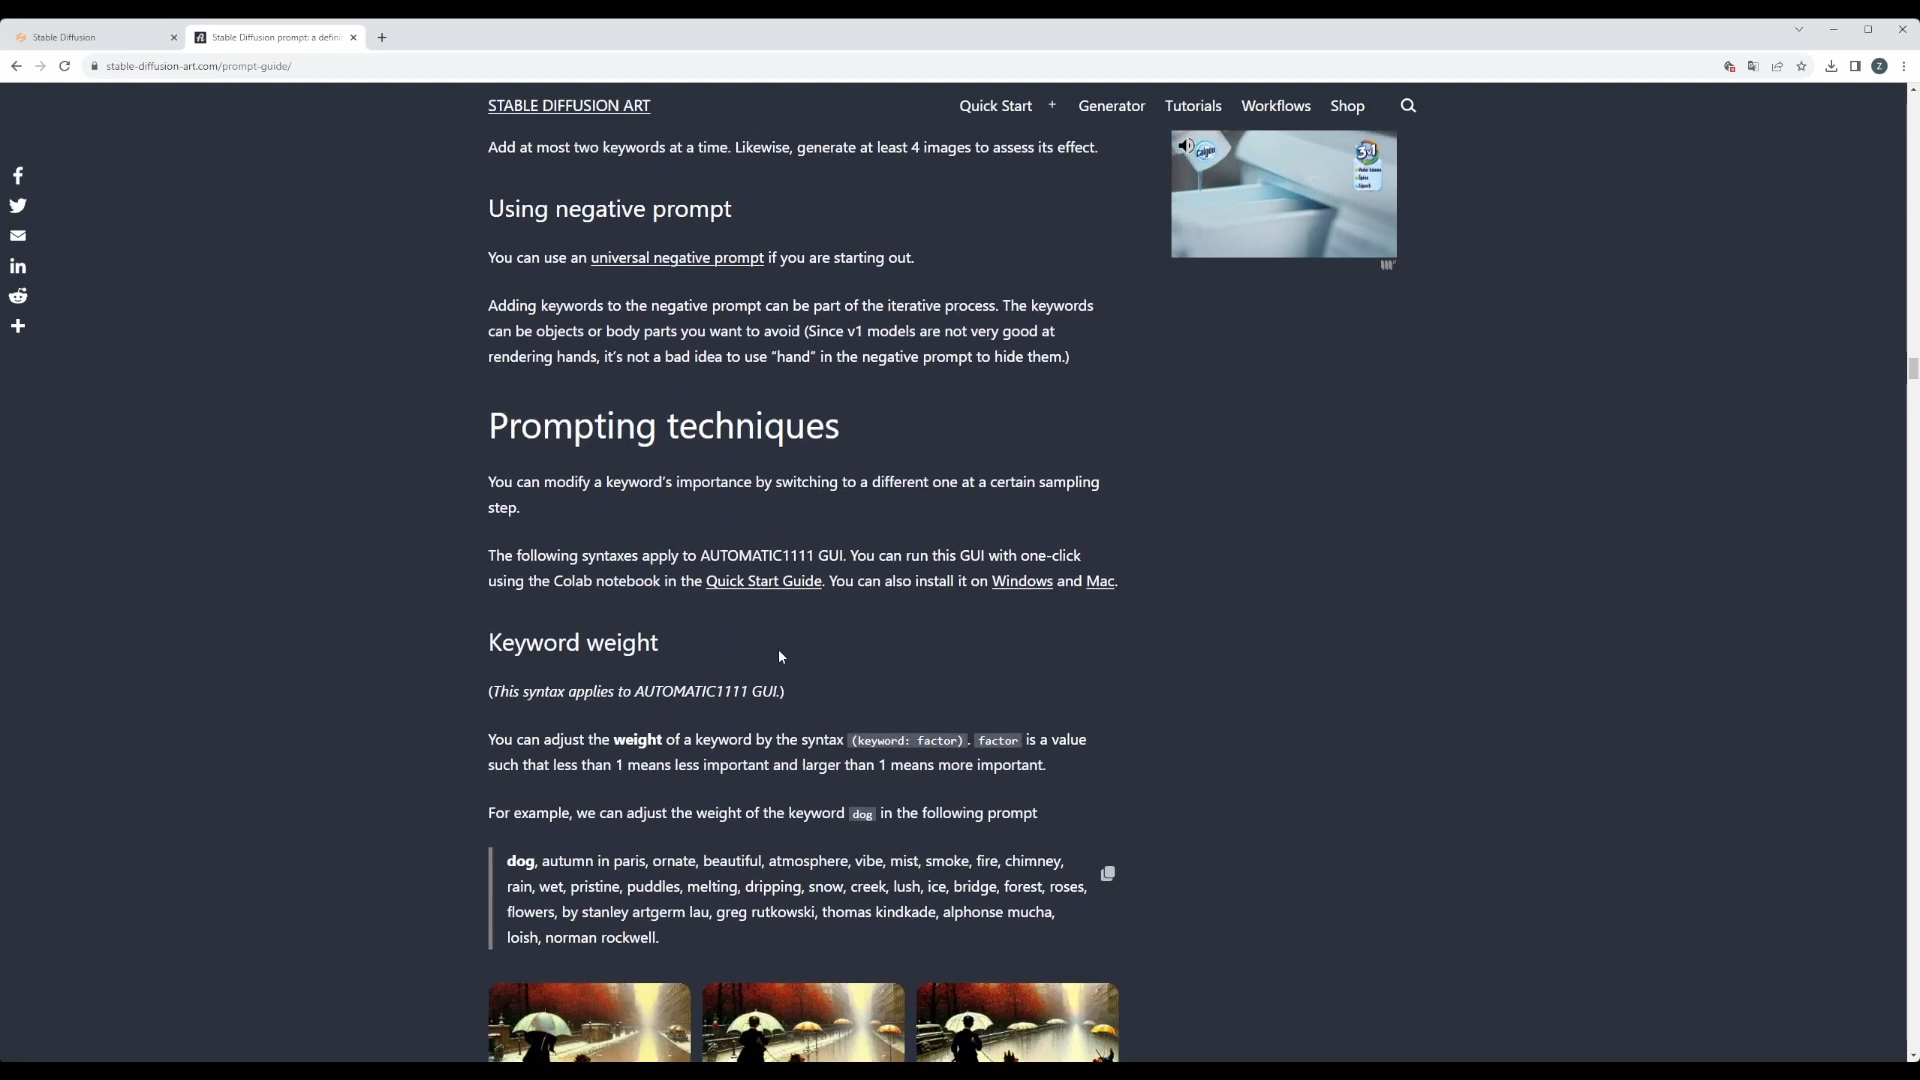 Stable Diffusion
Stable Diffusion prompt: a defini
stable-diffusion-art.com/prompt-guide/
Z
STABLE DIFFUSION ART
Quick Start + Generator Tutorials Workflows Shop
Add at most two keywords at a time. Likewise, generate at least 4 images to assess its effect.
Calgon
3v1
Using negative prompt
You can use an universal negative prompt if you are starting out.
Adding keywords to the negative prompt can be part of the iterative process. The keywords
can be objects or body parts you want to avoid (Since v1 models are not very good at
rendering hands, it’s not a bad idea to use “hand” in the negative prompt to hide them.)
Prompting techniques
You can modify a keyword’s importance by switching to a different one at a certain sampling
step.
The following syntaxes apply to AUTOMATIC1111 GUI. You can run this GUI with one-click
using the Colab notebook in the Quick Start Guide. You can also install it on Windows and Mac.
Keyword weight
(This syntax applies to AUTOMATIC1111 GUI.)
You can adjust the weight of a keyword by the syntax (keyword: factor). factor is a value
such that less than 1 means less important and larger than 1 means more important.
For example, we can adjust the weight of the keyword dog in the following prompt
dog, autumn in paris, ornate, beautiful, atmosphere, vibe, mist, smoke, fire, chimney,
rain, wet, pristine, puddles, melting, dripping, snow, creek, lush, ice, bridge, forest, roses,
flowers, by stanley artgerm lau, greg rutkowski, thomas kindkade, alphonse mucha,
loish, norman rockwell.